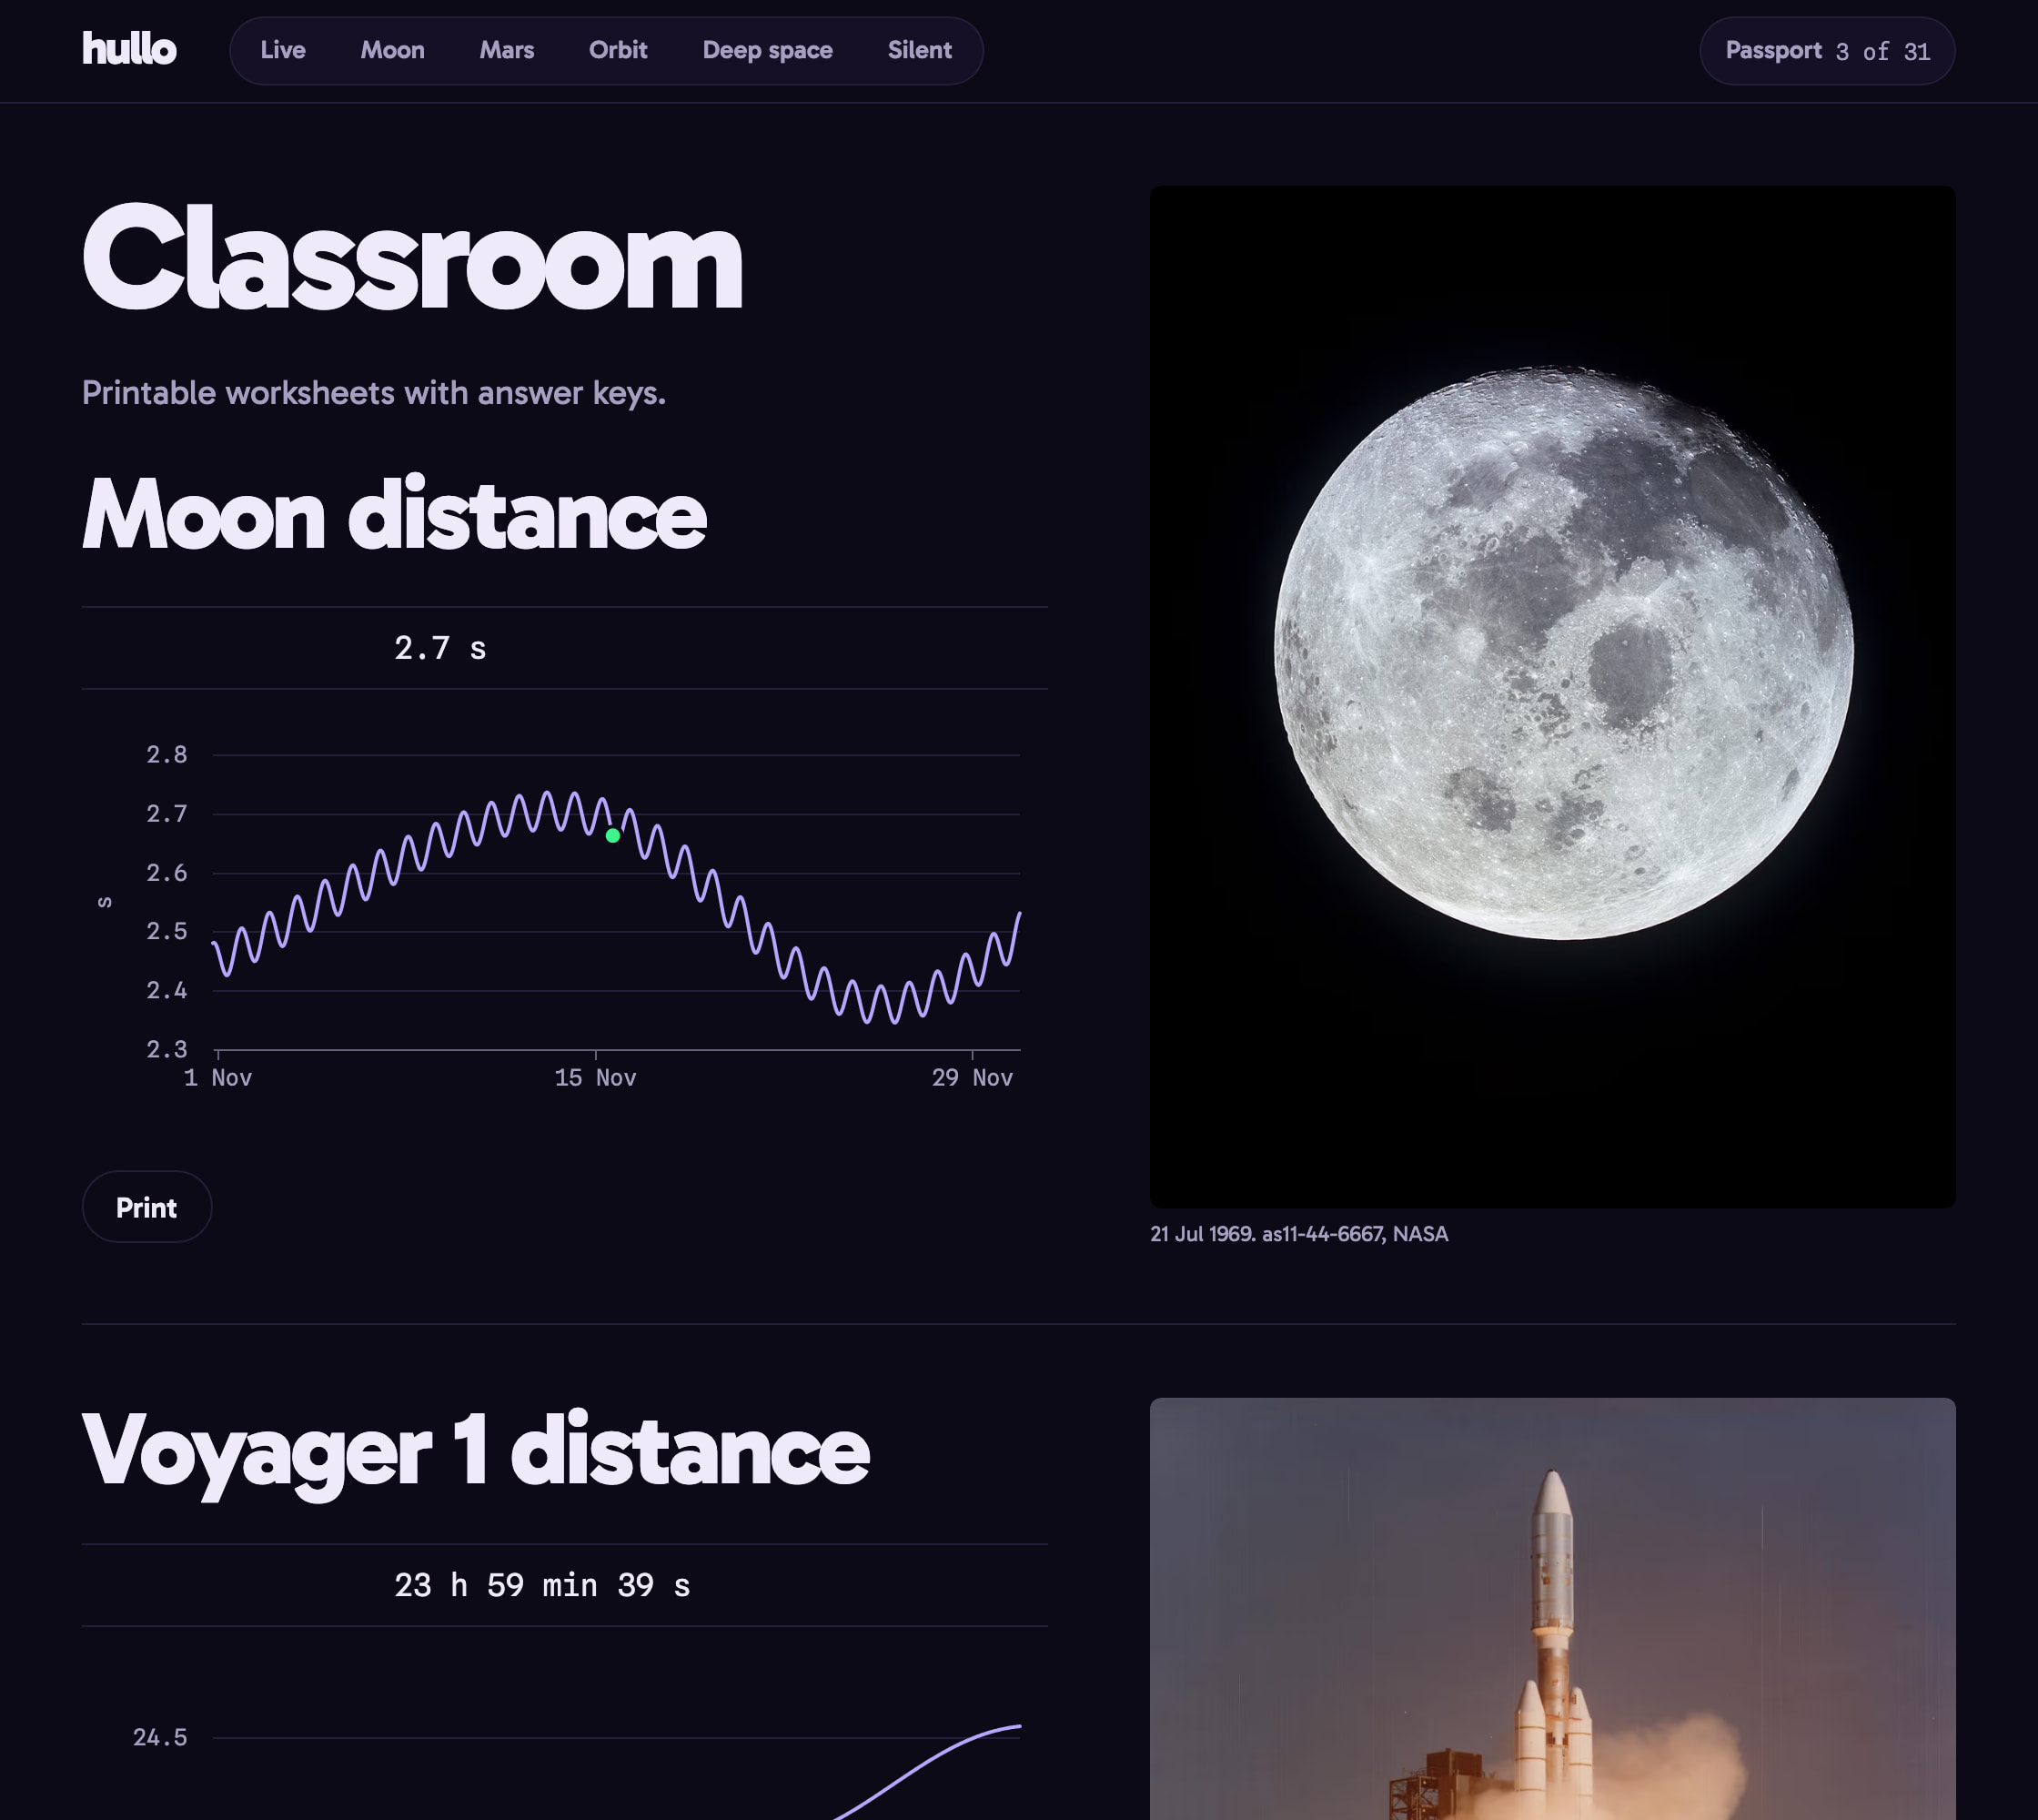 hullo
Live Moon Mars Orbit Deep space Silent
Passport 3 of 31
Classroom
Printable worksheets with answer keys.
Moon distance
2.7 s
2.8
2.7
2.6
2.5
2.4
2.3
s
1 Nov 15 Nov 29 Nov
Print
21 Jul 1969. as11-44-6667, NASA
Voyager 1 distance
23 h 59 min 39 s
24.5